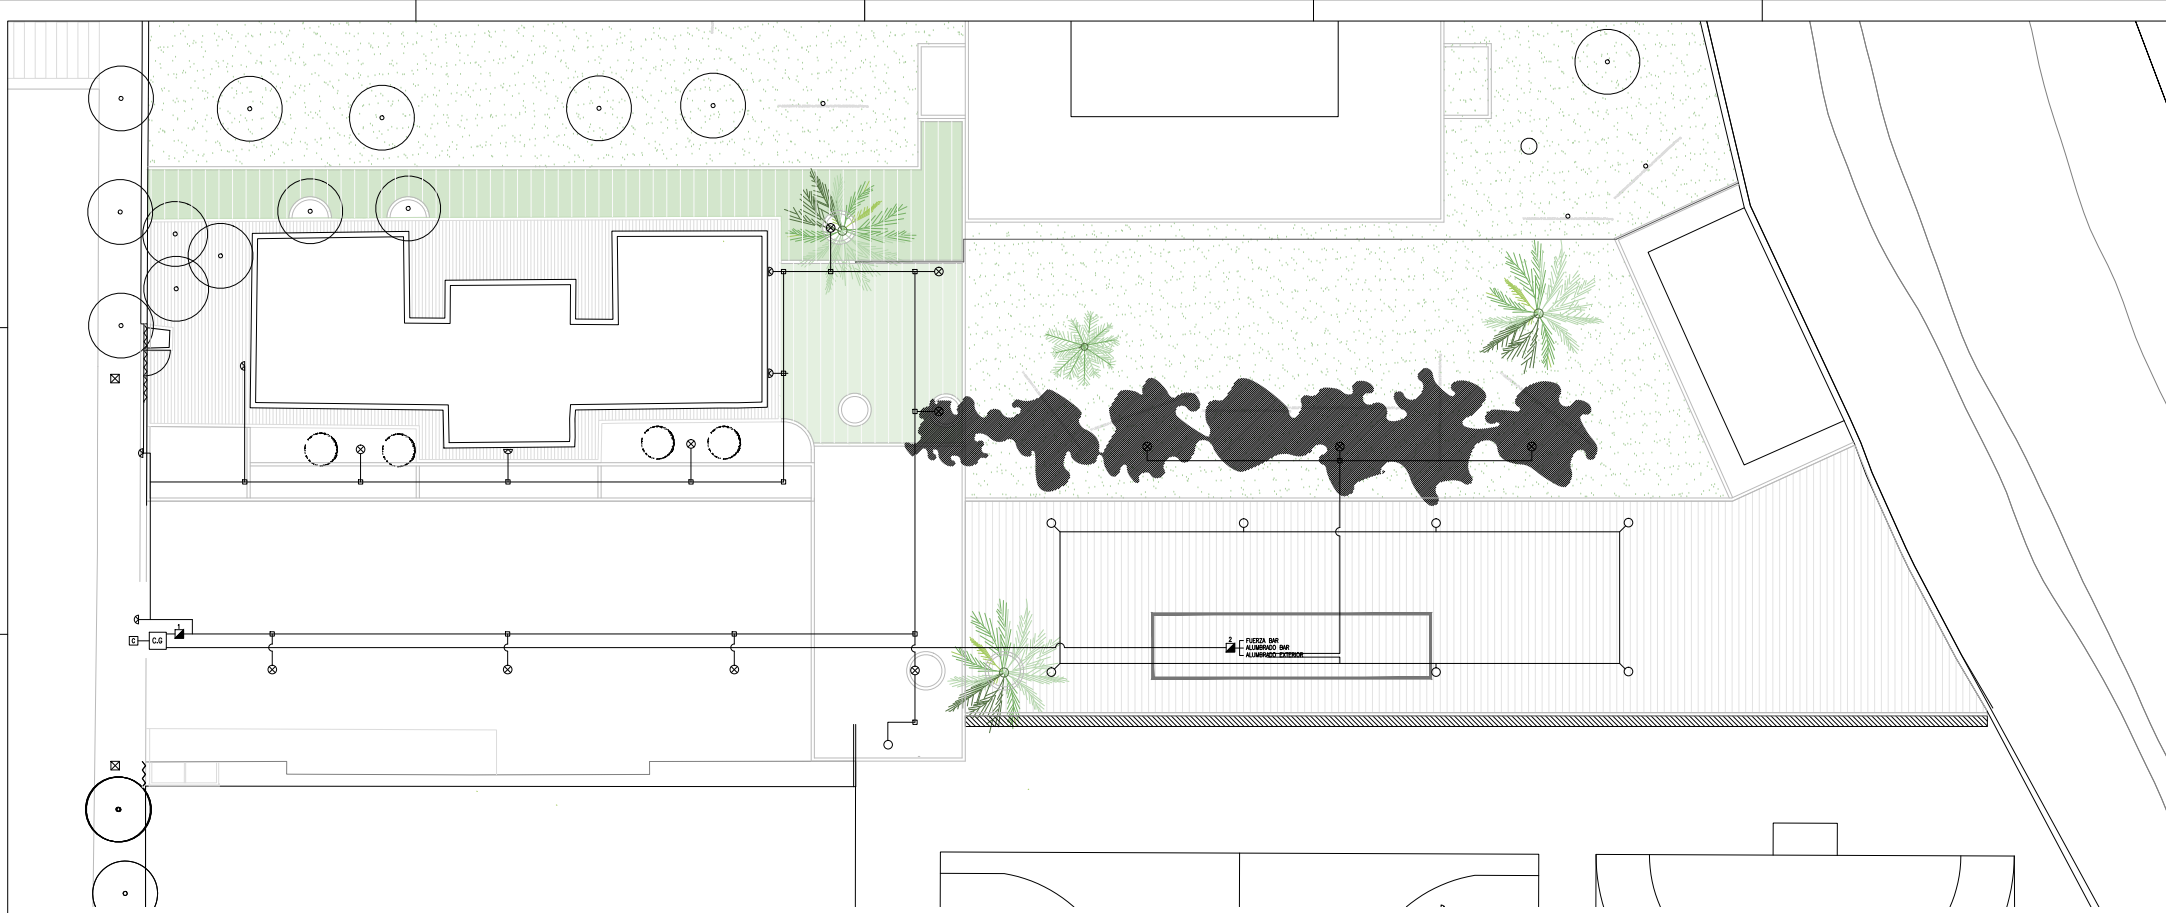 1
C
C.G
2
FUERZA BAR
ALUMBRADO BAR
ALUMBRADO EXTERIOR